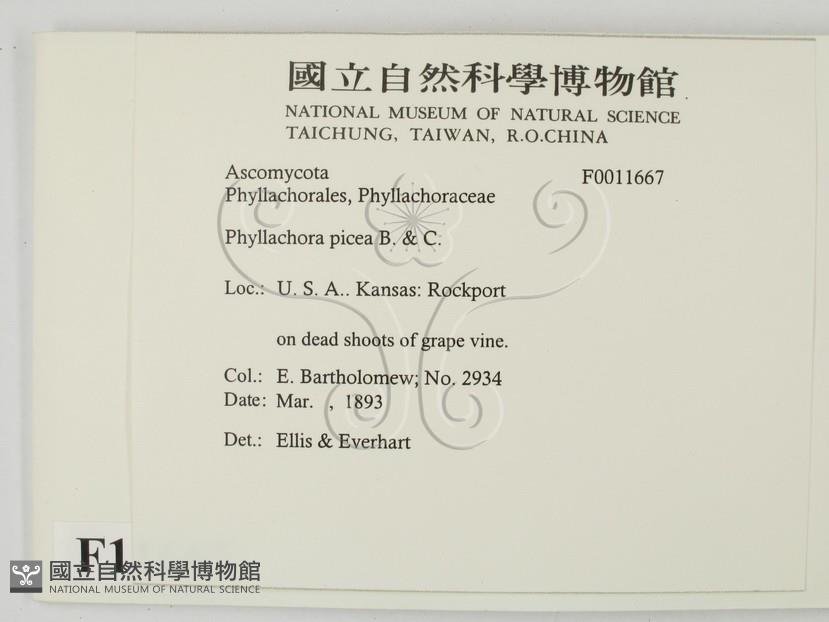 國立自然科學博物館
NATIONAL MUSEUM OF NATURAL SCIENCE
TAICHUNG, TAIWAN, R.O.CHINA
Ascomycota F0011667
Phyllachorales, Phyllachoraceae
Phyllachora picea B. & C.
Loc.: U. S. A.. Kansas: Rockport
on dead shoots of grape vine.
Col.: E. Bartholomew; No. 2934
Date: Mar. , 1893
Det.: Ellis & Everhart
F1
國立自然科學博物館
NATIONAL MUSEUM OF NATURAL SCIENCE